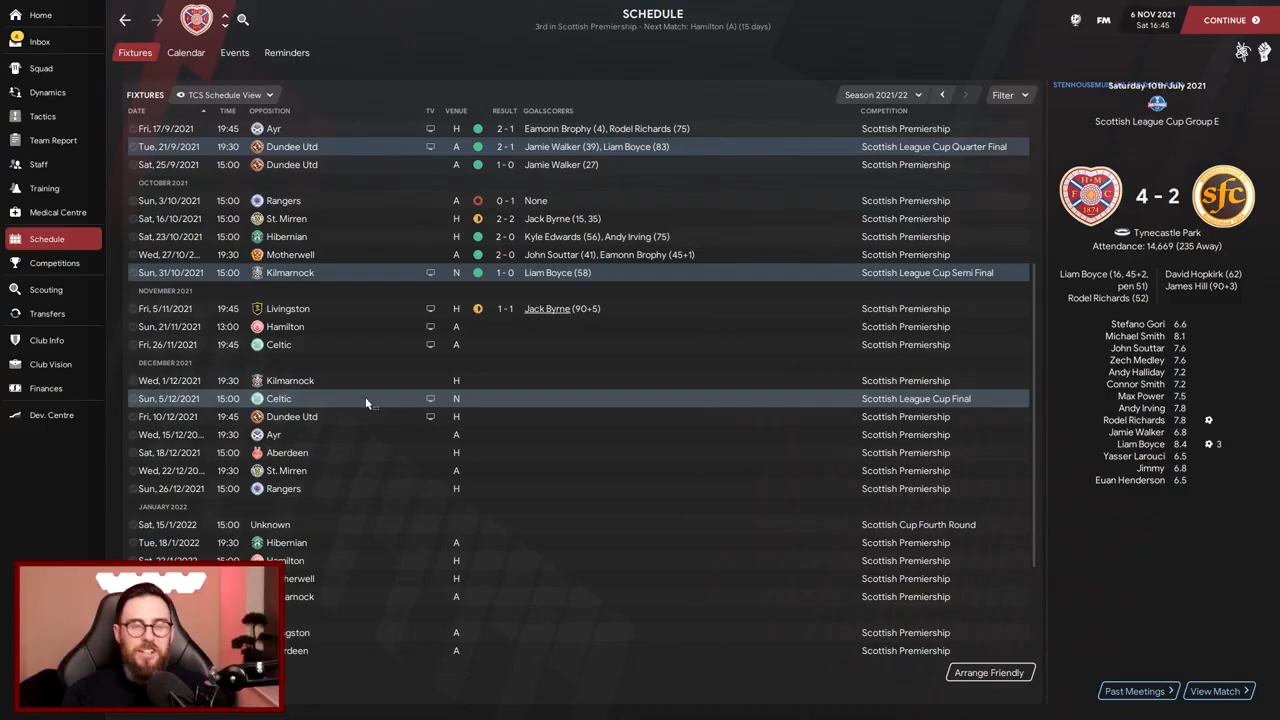 Home
4
Inbox
Squad
Dynamics
Tactics
Team Report
Staff
Training
Medical Centre
Schedule
Competitions
Scouting
Transfers
Club Info
Club Vision
Finances
Dev. Centre
SCHEDULE
3rd in Scottish Premiership - Next Match: Hamilton (A) (15 days)
FM
6 NOV 2021
Sat 16:45
CONTINUE
Fixtures Calendar Events Reminders
FIXTURES TCS Schedule View Season 2021/22 Filter
DATE TIME OPPOSITION TV VENUE RESULT GOALSCORERS COMPETITION
Fri, 17/9/2021 19:45 Ayr H 2 - 1 Eamonn Brophy (4), Rodel Richards (75) Scottish Premiership
Tue, 21/9/2021 19:30 Dundee Utd A 2 - 1 Jamie Walker (39), Liam Boyce (83) Scottish League Cup Quarter Final
Sat, 25/9/2021 15:00 Dundee Utd A 1 - 0 Jamie Walker (27) Scottish Premiership
OCTOBER 2021
Sun, 3/10/2021 15:00 Rangers A 0 - 1 None Scottish Premiership
Sat, 16/10/2021 15:00 St. Mirren H 2 - 2 Jack Byrne (15, 35) Scottish Premiership
Sat, 23/10/2021 15:00 Hibernian H 2 - 0 Kyle Edwards (56), Andy Irving (75) Scottish Premiership
Wed, 27/10/2... 15:00 Motherwell A 2 - 0 John Souttar (41), Eamonn Brophy (45+1) Scottish Premiership
Sun, 31/10/2021 15:00 Kilmarnock N 1 - 0 Liam Boyce (58) Scottish League Cup Semi Final
NOVEMBER 2021
Fri, 5/11/2021 19:45 Livingston H 1 - 1 Jack Byrne (90+5) Scottish Premiership
Sun, 21/11/2021 13:00 Hamilton A Scottish Premiership
Fri, 26/11/2021 19:45 Celtic A Scottish Premiership
DECEMBER 2021
Wed, 1/12/2021 19:30 Kilmarnock H Scottish Premiership
Sun, 5/12/2021 15:00 Celtic N Scottish League Cup Final
Fri, 10/12/2021 19:45 Dundee Utd H Scottish Premiership
Wed, 15/12/20... 19:30 Ayr A Scottish Premiership
Sat, 18/12/2021 15:00 Aberdeen H Scottish Premiership
Wed, 22/12/20... 19:30 St. Mirren A Scottish Premiership
Sun, 26/12/2021 15:00 Rangers H Scottish Premiership
JANUARY 2022
Sat, 15/1/2022 15:00 Unknown Scottish Cup Fourth Round
Tue, 18/1/2022 19:30 Hibernian A Scottish Premiership
Hamilton H Scottish Premiership
therwell H Scottish Premiership
arnock A Scottish Premiership
ngston A Scottish Premiership
rdeen H Scottish Premiership
Arrange Friendly
Saturday 10th July 2021
Scottish League Cup Group E
HMFC
1874
4 - 2
sfc
Tynecastle Park
Attendance: 14,669 (235 Away)
Liam Boyce (16, 45+2, pen 51)
Rodel Richards (52)
David Hopkirk (62)
James Hill (90+3)
Stefano Gori 6.6
Michael Smith 8.1
John Souttar 7.6
Zech Medley 7.6
Andy Halliday 7.2
Connor Smith 7.2
Max Power 7.5
Andy Irving 7.8
Rodel Richards 7.8
Jamie Walker 6.8
Liam Boyce 8.4 3
Yasser Larouci 6.5
Jimmy 6.8
Euan Henderson 6.5
Past Meetings View Match